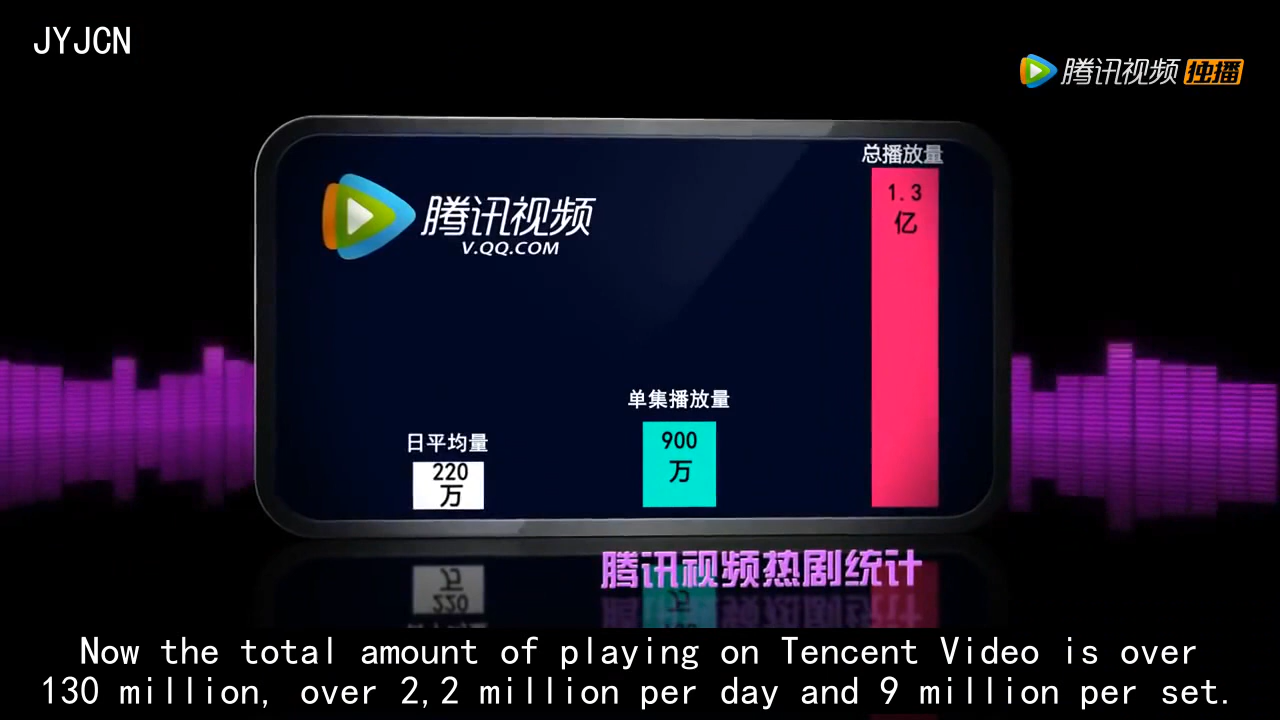 JYJCN
腾讯视频 独播
总播放量
1.3
亿
腾讯视频
V.QQ.COM
单集播放量
900
万
日平均量
220
万
腾讯视频热剧统计
Now the total amount of playing on Tencent Video is over
130 million, over 2,2 million per day and 9 million per set.